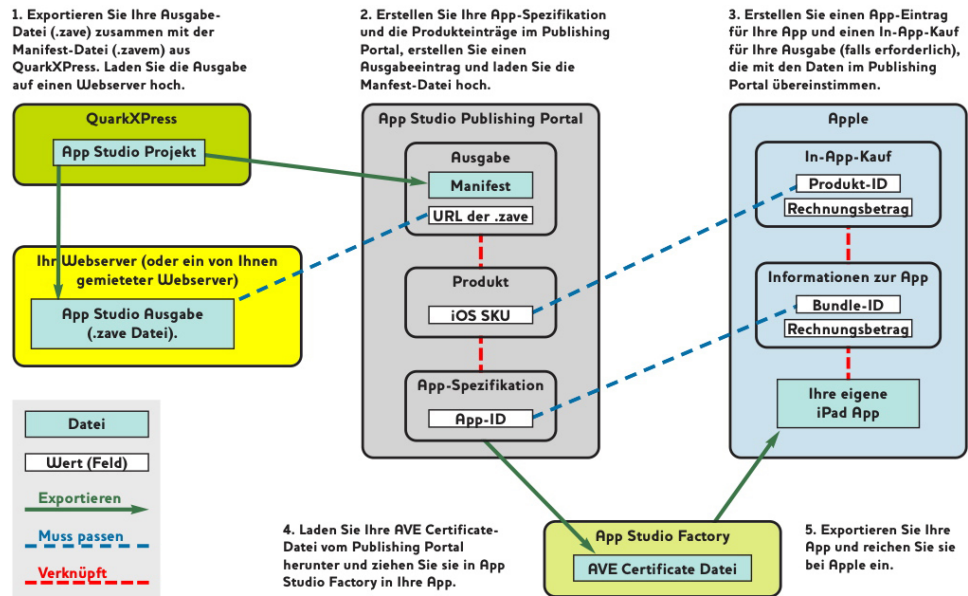 1. Exportieren Sie Ihre Ausgabe-
Datei (.zave) zusammen mit der
Manifest-Datei (.zavem) aus
QuarkXPress. Laden Sie die Ausgabe
auf einen Webserver hoch.
2. Erstellen Sie Ihre App-Spezifikation
und die Produkteinträge im Publishing
Portal, erstellen Sie einen
Ausgabeeintrag und laden Sie die
Manfest-Datei hoch.
3. Erstellen Sie einen App-Eintrag
für Ihre App und einen In-App-Kauf
für Ihre Ausgabe (falls erforderlich),
die mit den Daten im Publishing
Portal übereinstimmen.
QuarkXPress
App Studio Projekt
Ihr Webserver (oder ein von Ihnen
gemieteter Webserver)
App Studio Ausgabe
(.zave Datei).
App Studio Publishing Portal
Ausgabe
Manifest
URL der .zave
Produkt
iOS SKU
App-Spezifikation
App-ID
Apple
In-App-Kauf
Produkt-ID
Rechnungsbetrag
Informationen zur App
Bundle-ID
Rechnungsbetrag
Ihre eigene
iPad App
Datei
Wert (Feld)
Exportieren
Muss passen
Verknüpft
4. Laden Sie Ihre AVE Certificate-
Datei vom Publishing Portal
herunter und ziehen Sie sie in App
Studio Factory in Ihre App.
App Studio Factory
AVE Certificate Datei
5. Exportieren Sie Ihre
App und reichen Sie sie
bei Apple ein.